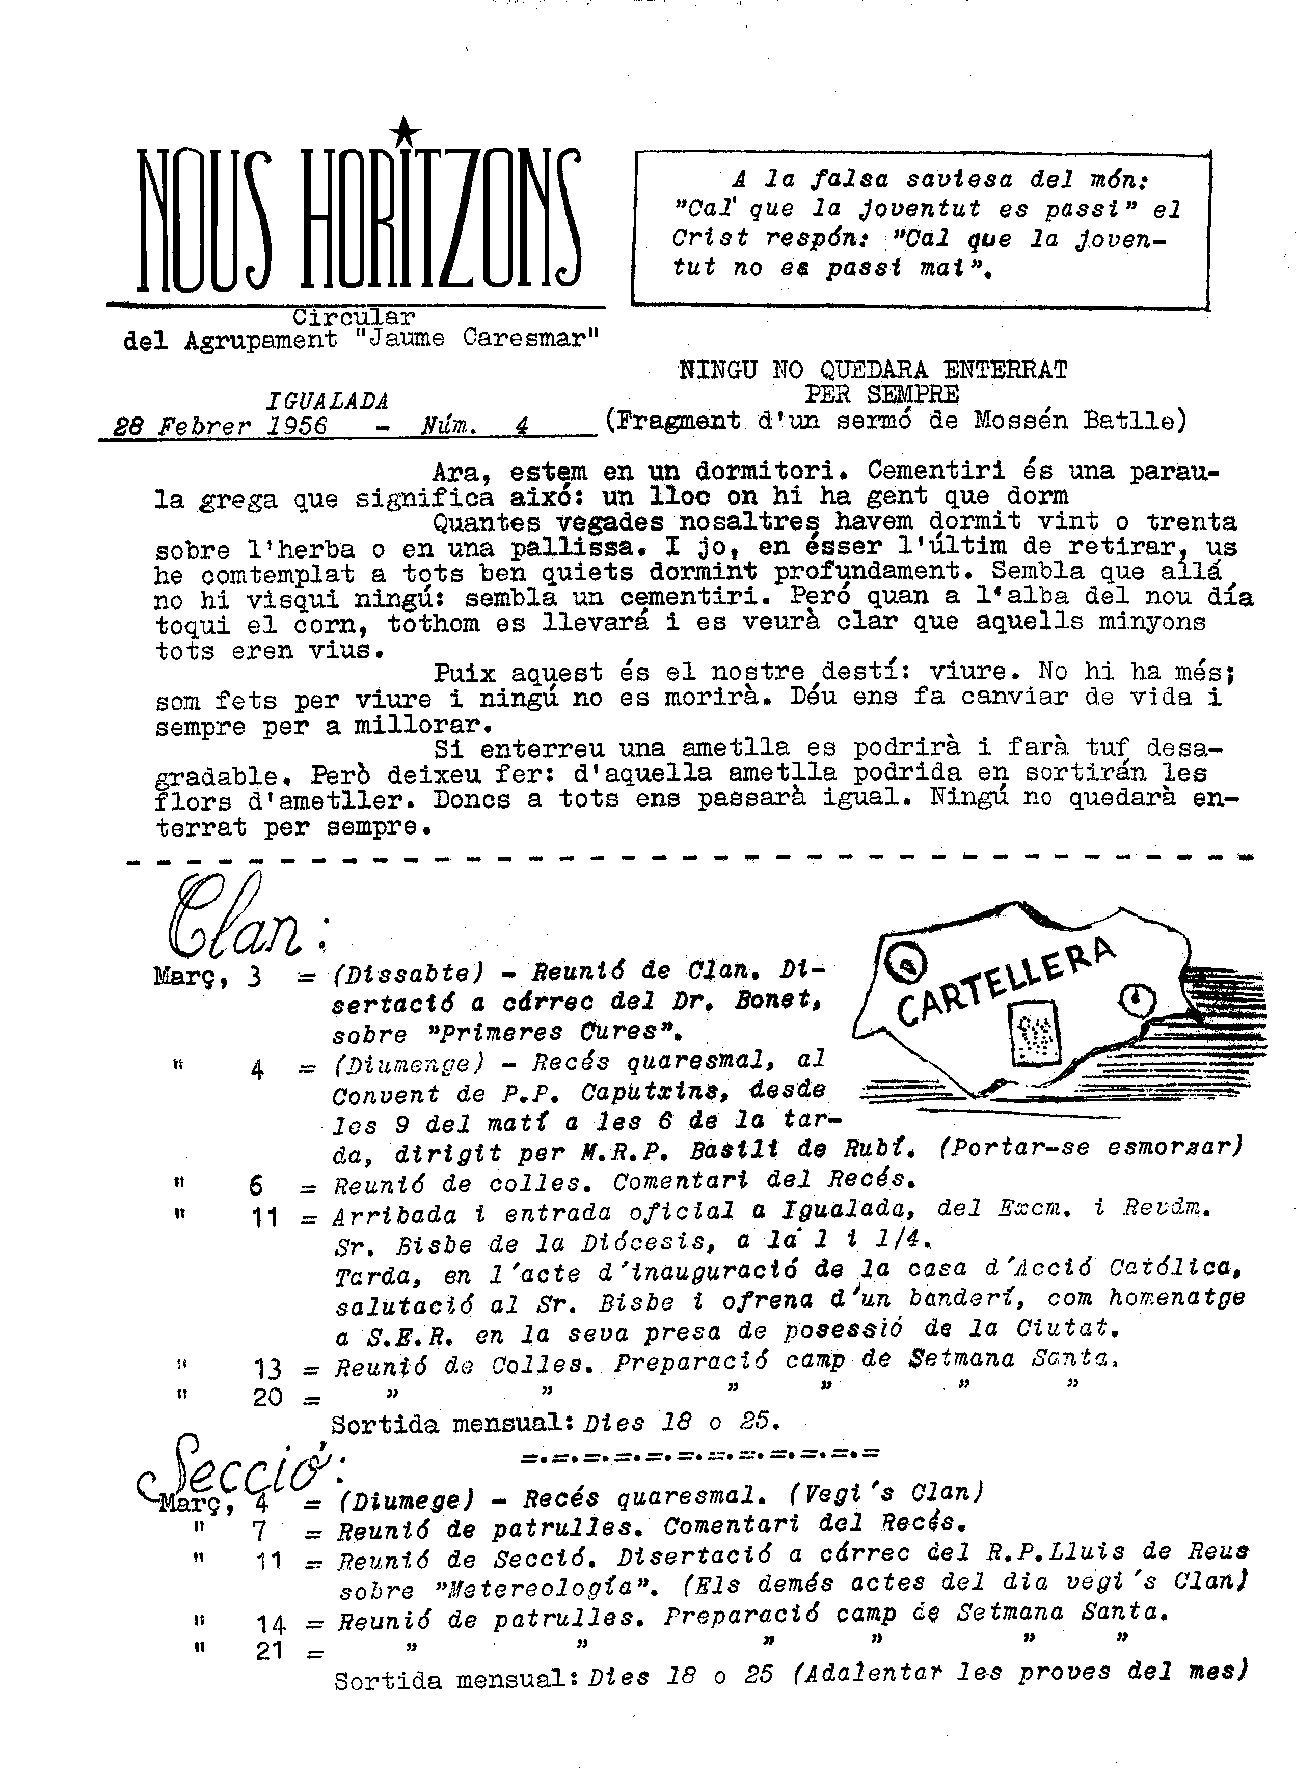 NOUS HORITZONS
Circular
del Agrupament "Jaume Caresmar"
IGUALADA
28 Febrer 1956 - Núm. 4
A la falsa saviesa del món:
"Cal que la joventut es passi" el
Crist respón: "Cal que la joven-
tut no es passi mai".
NINGU NO QUEDARA ENTERRAT
PER SEMPRE
(Fragment d'un sermó de Mossén Batlle)
Ara, estem en un dormitori. Cementiri és una parau-
la grega que significa aixó: un lloc on hi ha gent que dorm
Quantes vegades nosaltres havem dormit vint o trenta
sobre l'herba o en una pallissa. I jo, en ésser l'últim de retirar, us
he comtemplat a tots ben quiets dormint profundament. Sembla que allá
no hi visqui ningú: sembla un cementiri. Peró quan a l'alba del nou día
toqui el corn, tothom es llevará i es veurà clar que aquells minyons
tots eren vius.
Puix aquest és el nostre destí: viure. No hi ha més;
som fets per viure i ningú no es morirà. Déu ens fa canviar de vida i
sempre per a millorar.
Si enterreu una ametlla es podrirà i farà tuf desa-
gradable. Però deixeu fer: d'aquella ametlla podrida en sortirán les
flors d'ametller. Doncs a tots ens passarà igual. Ningú no quedarà en-
terrat per sempre.
Clan:
CARTELLERA
Març, 3 = (Dissabte) - Reunió de Clan. Di-
sertació a cárrec del Dr. Bonet,
sobre "Primeres Cures".
" 4 = (Diumenge) - Recés quaresmal, al
Convent de P.P. Caputxins, desde
les 9 del matí a les 6 de la tar-
da, dirigit per M.R.P. Basili de Rubí. (Portar-se esmorsar)
" 6 = Reunió de colles. Comentari del Recés.
" 11 = Arribada i entrada oficial a Igualada, del Excm. i Revdm.
Sr. Bisbe de la Diócesis, a la 1 i 1/4.
Tarda, en l'acte d'inauguració de la casa d'Acció Católica,
salutació al Sr. Bisbe i ofrena d'un banderí, com homenatge
a S.E.R. en la seva presa de posessió de la Ciutat.
" 13 = Reunió de Colles. Preparació camp de Setmana Santa.
" 20 = " " " " " "
Sortida mensual: Dies 18 o 25.
=.=.=.=.=.=.=.=.=.=.=.=
Secció:
Març, 4 = (Diumege) - Recés quaresmal. (Vegi's Clan)
" 7 = Reunió de patrulles. Comentari del Recés.
" 11 = Reunió de Secció. Disertació a cárrec del R.P.Lluis de Reus
sobre "Metereología". (Els demés actes del dia vegi's Clan)
" 14 = Reunió de patrulles. Preparació camp de Setmana Santa.
" 21 = " " " " " "
Sortida mensual: Dies 18 o 25 (Adalentar les proves del mes)